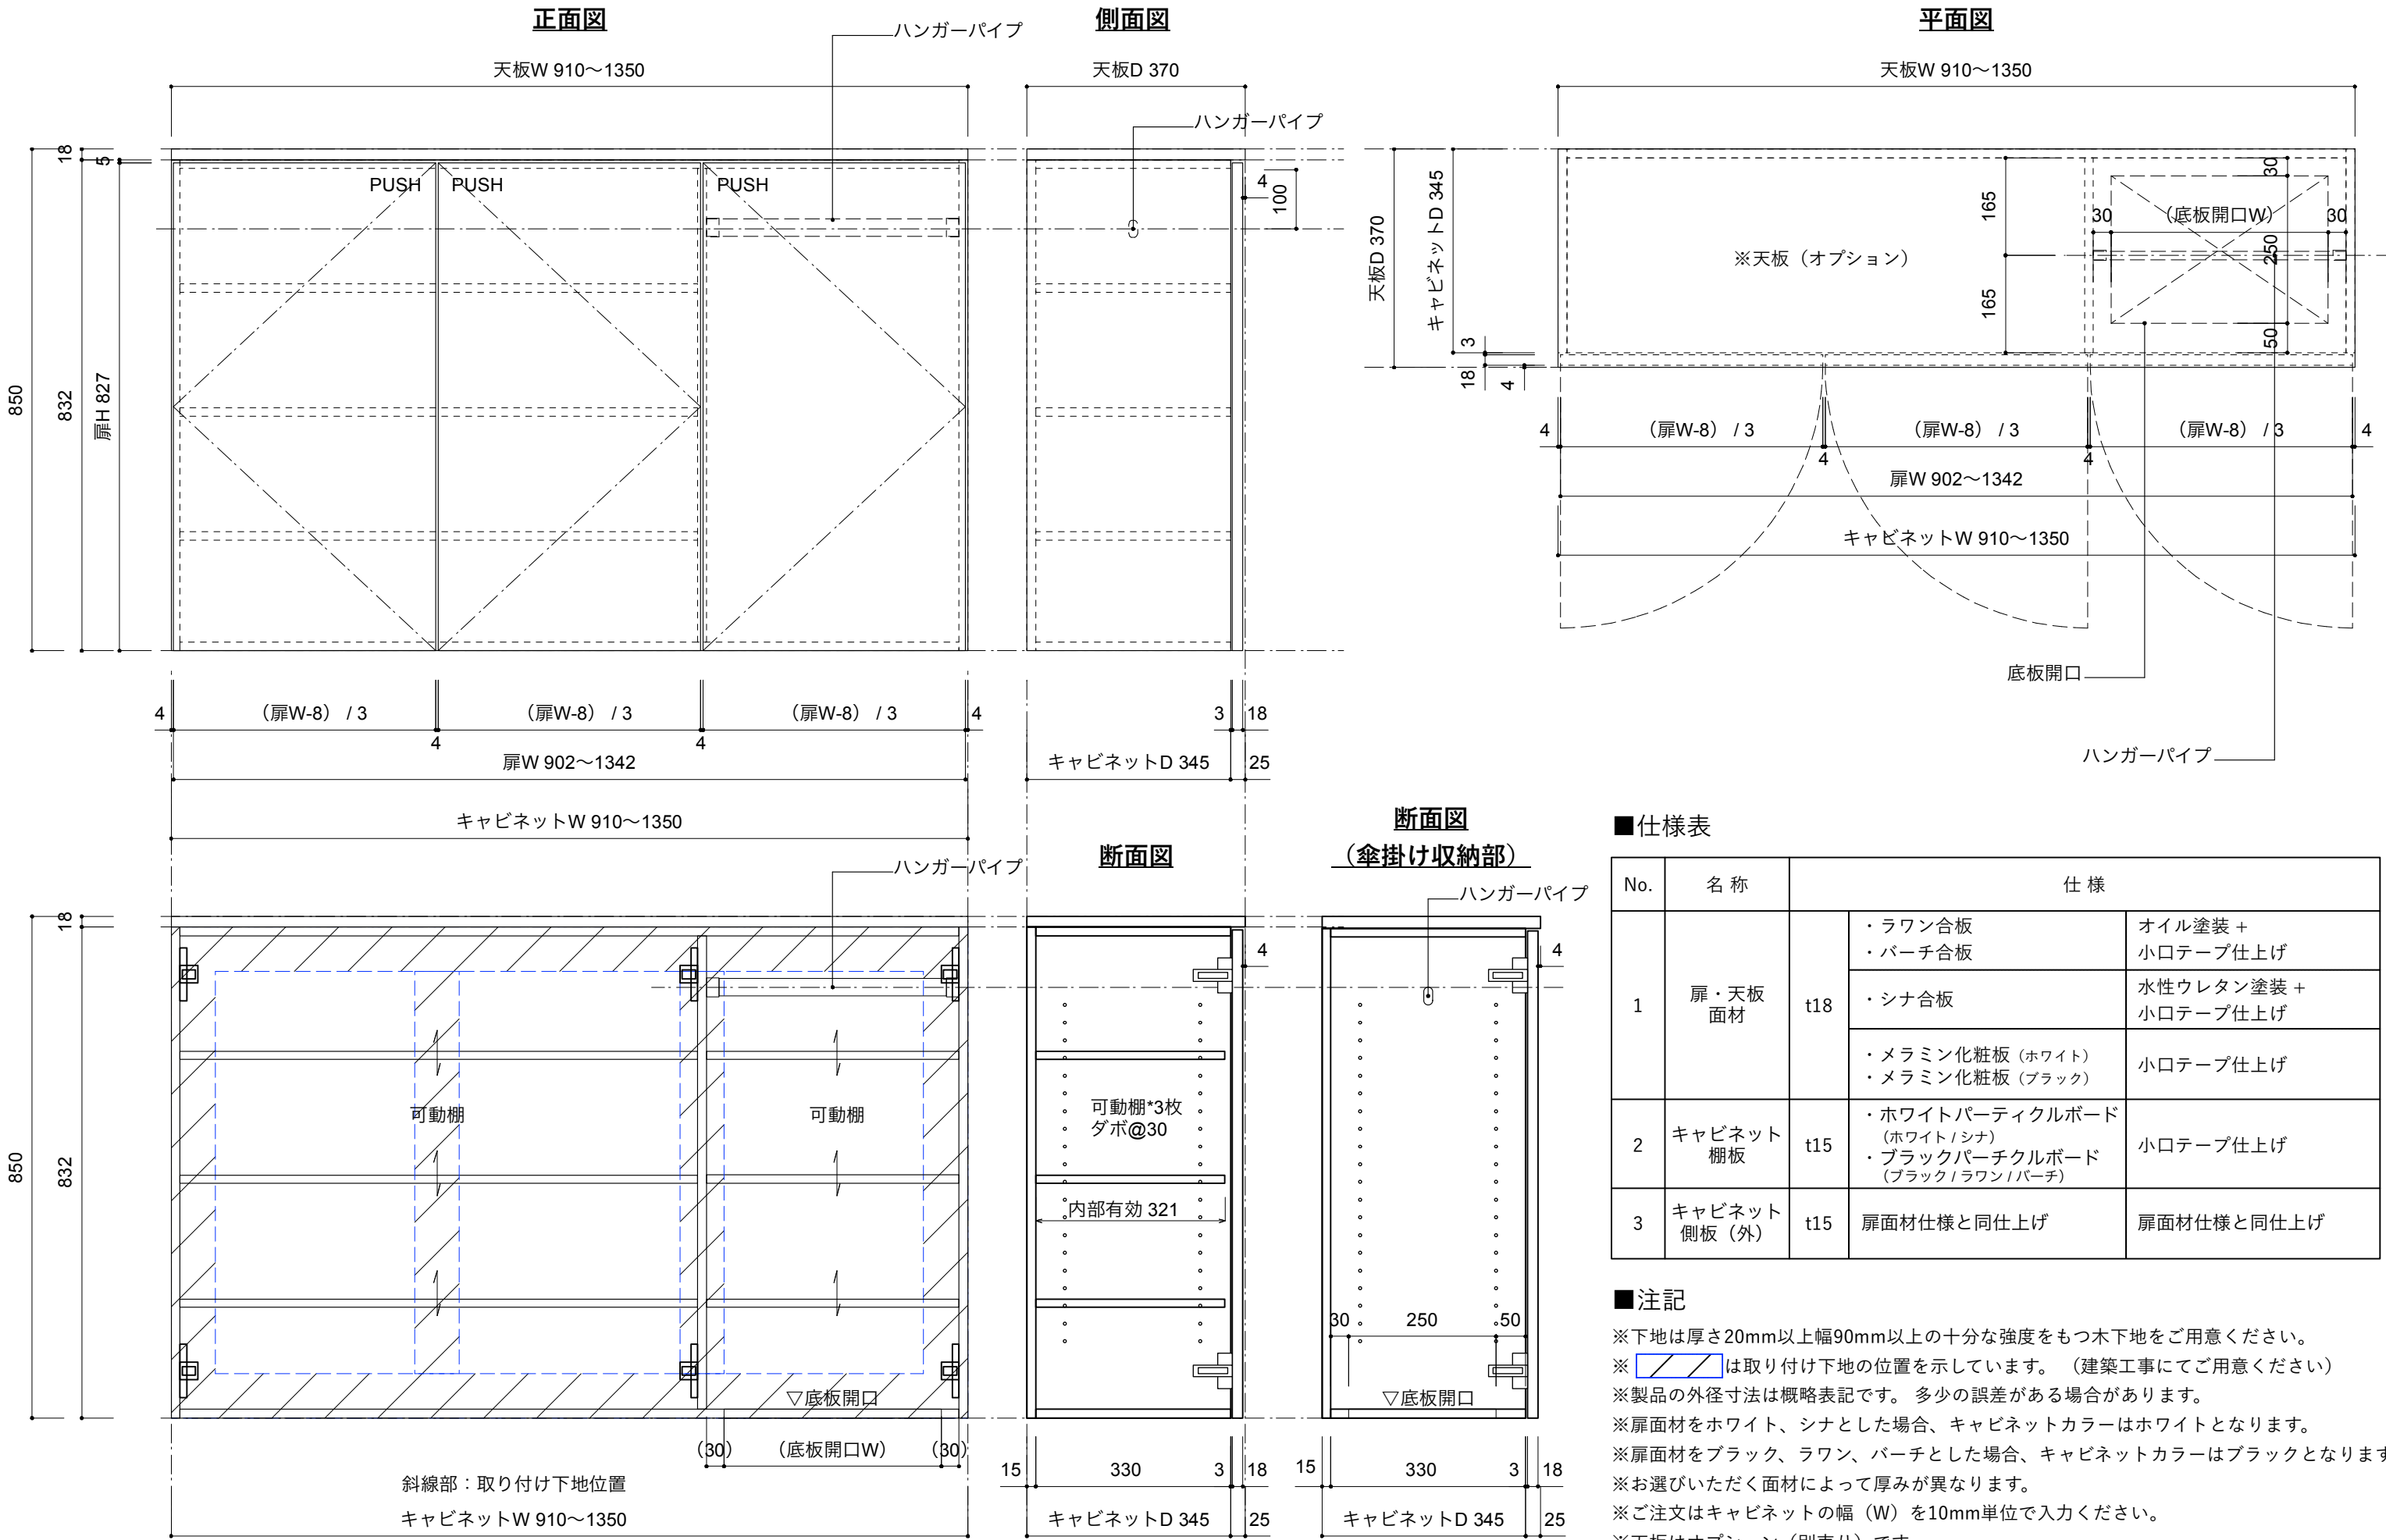 正面図
ハンガーパイプ
天板W 910〜1350
18
5
850
832
扉H 827
PUSH
PUSH
PUSH
4
（扉W-8） / 3
4
（扉W-8） / 3
4
（扉W-8） / 3
4
扉W 902〜1342
キャビネットW 910〜1350
側面図
天板D 370
ハンガーパイプ
4
100
3
18
キャビネットD 345
25
平面図
天板W 910〜1350
天板D 370
キャビネットD 345
※天板（オプション）
165
165
30
30
（底板開口W）
30
250
50
3
18
4
4
（扉W-8） / 3
4
（扉W-8） / 3
4
（扉W-8） / 3
4
扉W 902〜1342
キャビネットW 910〜1350
底板開口
ハンガーパイプ
ハンガーパイプ
18
850
832
可動棚
可動棚
▽底板開口
（30）
（底板開口W）
（30）
斜線部：取り付け下地位置
キャビネットW 910〜1350
断面図
4
可動棚*3枚
ダボ@30
内部有効 321
15
330
3
18
キャビネットD 345
25
断面図
（傘掛け収納部）
ハンガーパイプ
4
30
250
50
▽底板開口
15
330
3
18
キャビネットD 345
25
■仕様表
No.
名 称
仕 様
1
扉・天板
面材
t18
・ラワン合板
・バーチ合板
オイル塗装 +
小口テープ仕上げ
・シナ合板
水性ウレタン塗装 +
小口テープ仕上げ
・メラミン化粧板（ホワイト）
・メラミン化粧板（ブラック）
小口テープ仕上げ
2
キャビネット
棚板
t15
・ホワイトパーティクルボード
（ホワイト / シナ）
・ブラックパーチクルボード
（ブラック / ラワン / バーチ）
小口テープ仕上げ
3
キャビネット
側板（外）
t15
扉面材仕様と同仕上げ
扉面材仕様と同仕上げ
■注記
※下地は厚さ20mm以上幅90mm以上の十分な強度をもつ木下地をご用意ください。
※ は取り付け下地の位置を示しています。（建築工事にてご用意ください）
※製品の外径寸法は概略表記です。 多少の誤差がある場合があります。
※扉面材をホワイト、シナとした場合、キャビネットカラーはホワイトとなります。
※扉面材をブラック、ラワン、バーチとした場合、キャビネットカラーはブラックとなります
※お選びいただく面材によって厚みが異なります。
※ご注文はキャビネットの幅（W）を10mm単位で入力ください。
※天板はオプション（別売り）です。